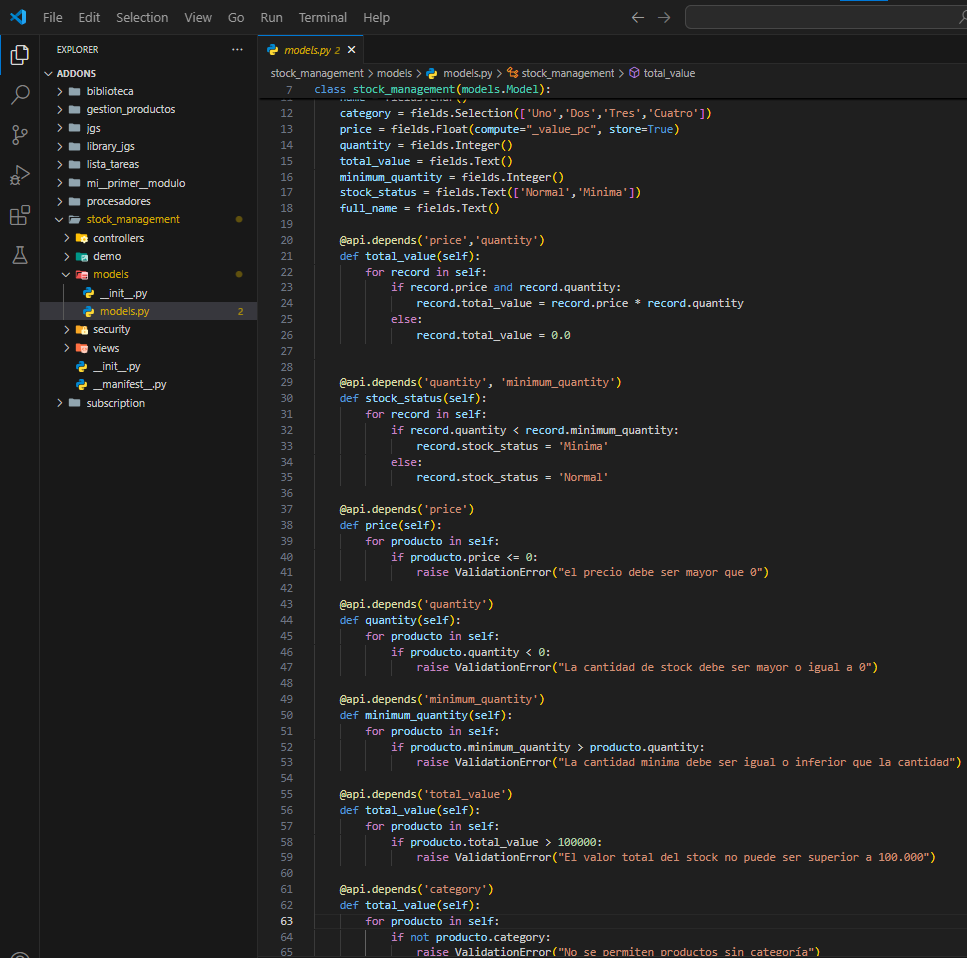 File Edit Selection View Go Run Terminal Help
EXPLORER ...
ADDONS
biblioteca
gestion_productos
jgs
library_jgs
lista_tareas
mi__primer_modulo
procesadores
stock_management
controllers
demo
models
__init__.py
models.py 2
security
views
__init__.py
__manifest__.py
subscription
models.py 2
stock_management > models > models.py > stock_management > total_value
7 class stock_management(models.Model):
12 category = fields.Selection(['Uno','Dos','Tres','Cuatro'])
13 price = fields.Float(compute="_value_pc", store=True)
14 quantity = fields.Integer()
15 total_value = fields.Text()
16 minimum_quantity = fields.Integer()
17 stock_status = fields.Text(['Normal','Minima'])
18 full_name = fields.Text()
19
20 @api.depends('price','quantity')
21 def total_value(self):
22 for record in self:
23 if record.price and record.quantity:
24 record.total_value = record.price * record.quantity
25 else:
26 record.total_value = 0.0
27
28
29 @api.depends('quantity', 'minimum_quantity')
30 def stock_status(self):
31 for record in self:
32 if record.quantity < record.minimum_quantity:
33 record.stock_status = 'Minima'
34 else:
35 record.stock_status = 'Normal'
36
37 @api.depends('price')
38 def price(self):
39 for producto in self:
40 if producto.price <= 0:
41 raise ValidationError("el precio debe ser mayor que 0")
42
43 @api.depends('quantity')
44 def quantity(self):
45 for producto in self:
46 if producto.quantity < 0:
47 raise ValidationError("La cantidad de stock debe ser mayor o igual a 0")
48
49 @api.depends('minimum_quantity')
50 def minimum_quantity(self):
51 for producto in self:
52 if producto.minimum_quantity > producto.quantity:
53 raise ValidationError("La cantidad minima debe ser igual o inferior que la cantidad")
54
55 @api.depends('total_value')
56 def total_value(self):
57 for producto in self:
58 if producto.total_value > 100000:
59 raise ValidationError("El valor total del stock no puede ser superior a 100.000")
60
61 @api.depends('category')
62 def total_value(self):
63 for producto in self:
64 if not producto.category:
65 raise ValidationError("No se permiten productos sin categoría")